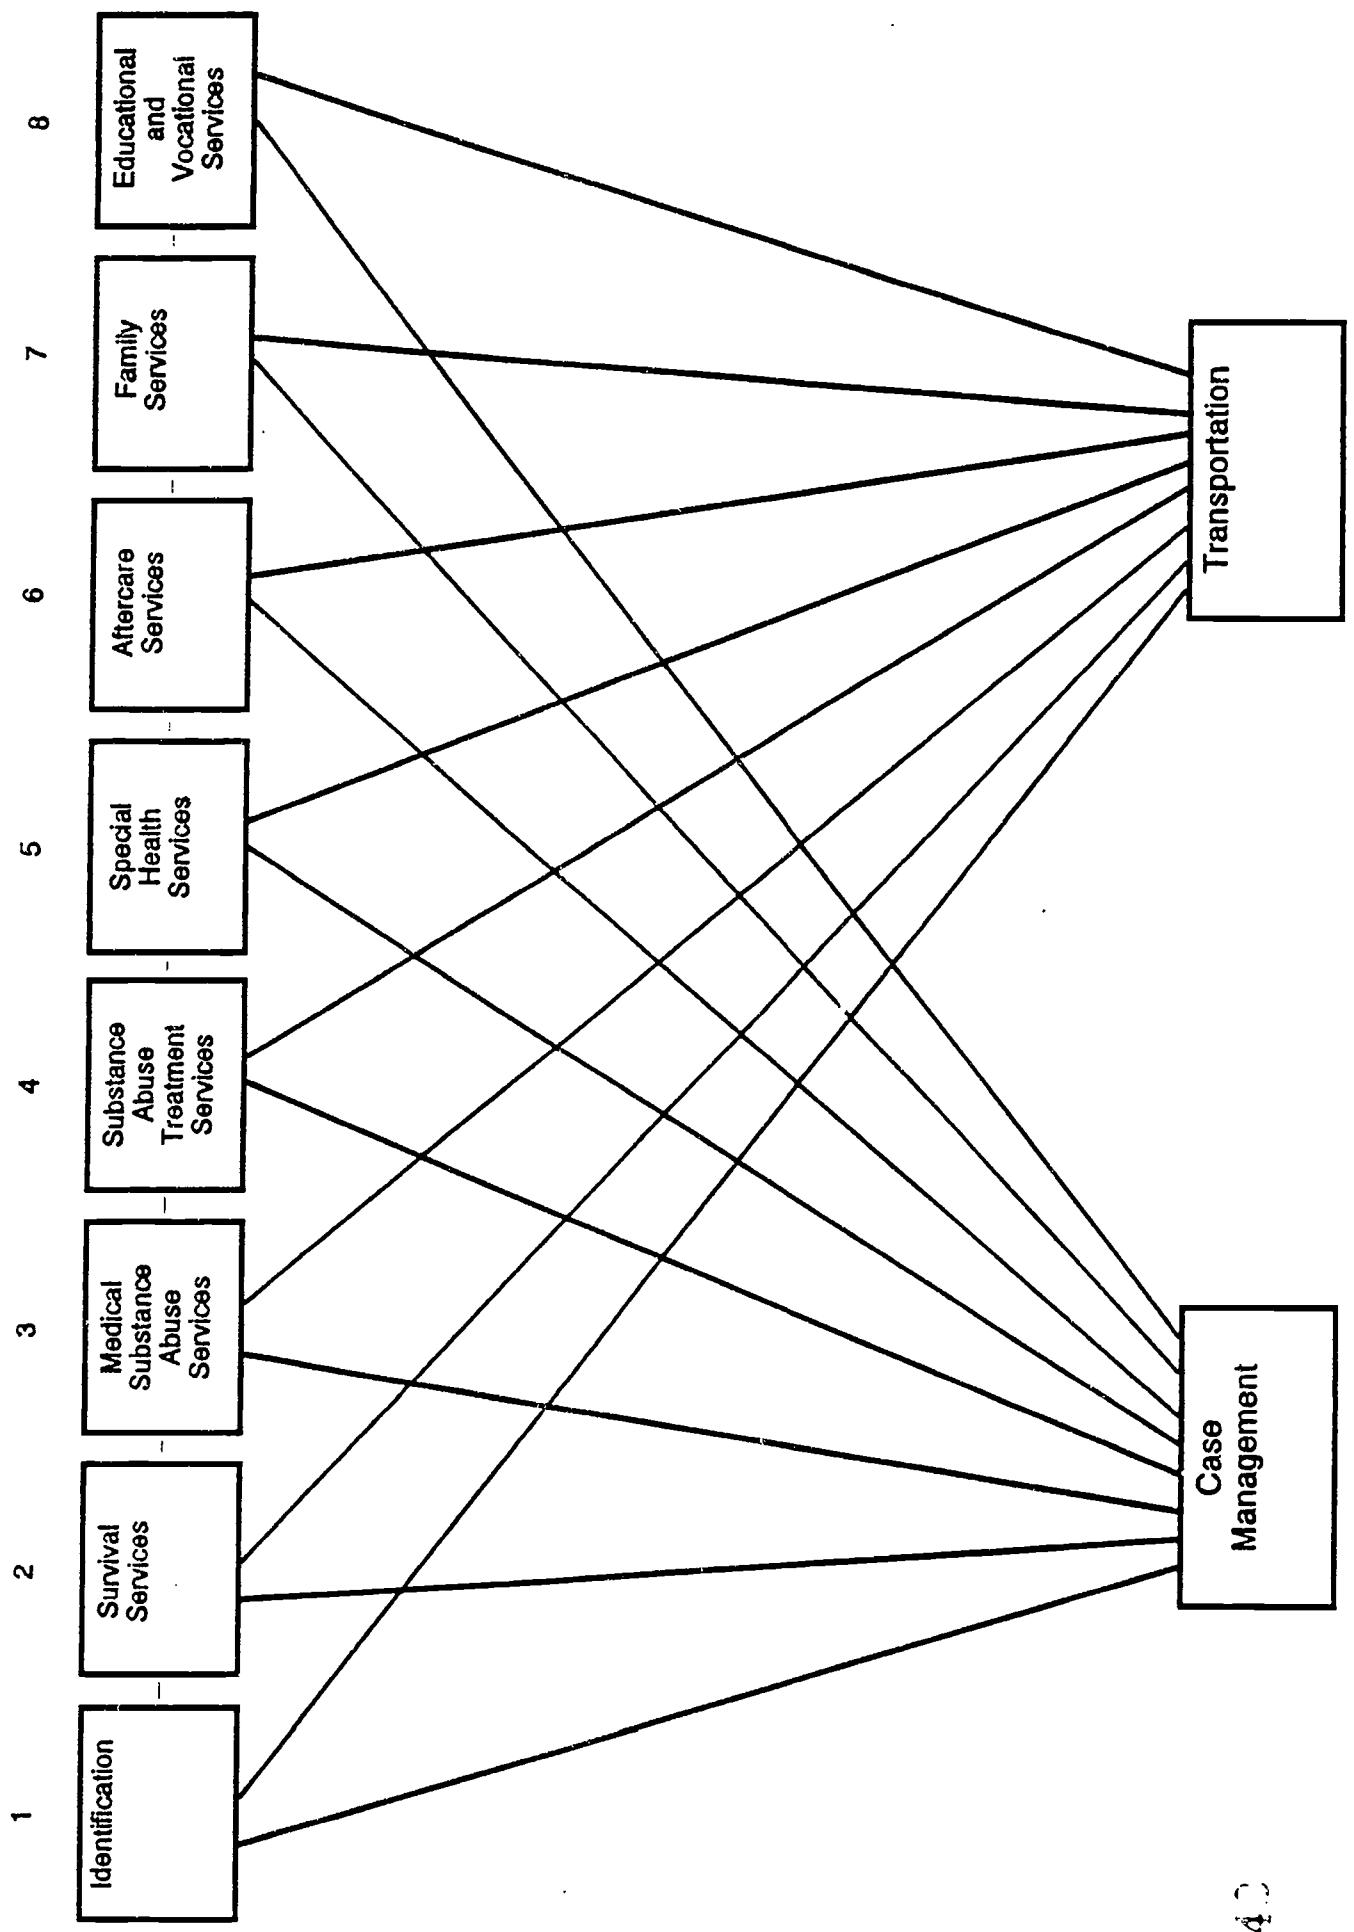 1
2
3
4
5
6
7
8
Identification
Survival
Services
Medical
Substance
Abuse
Services
Substance
Abuse
Treatment
Services
Special
Health
Services
Aftercare
Services
Family
Services
Educational
and
Vocational
Services
Case
Management
Transportation